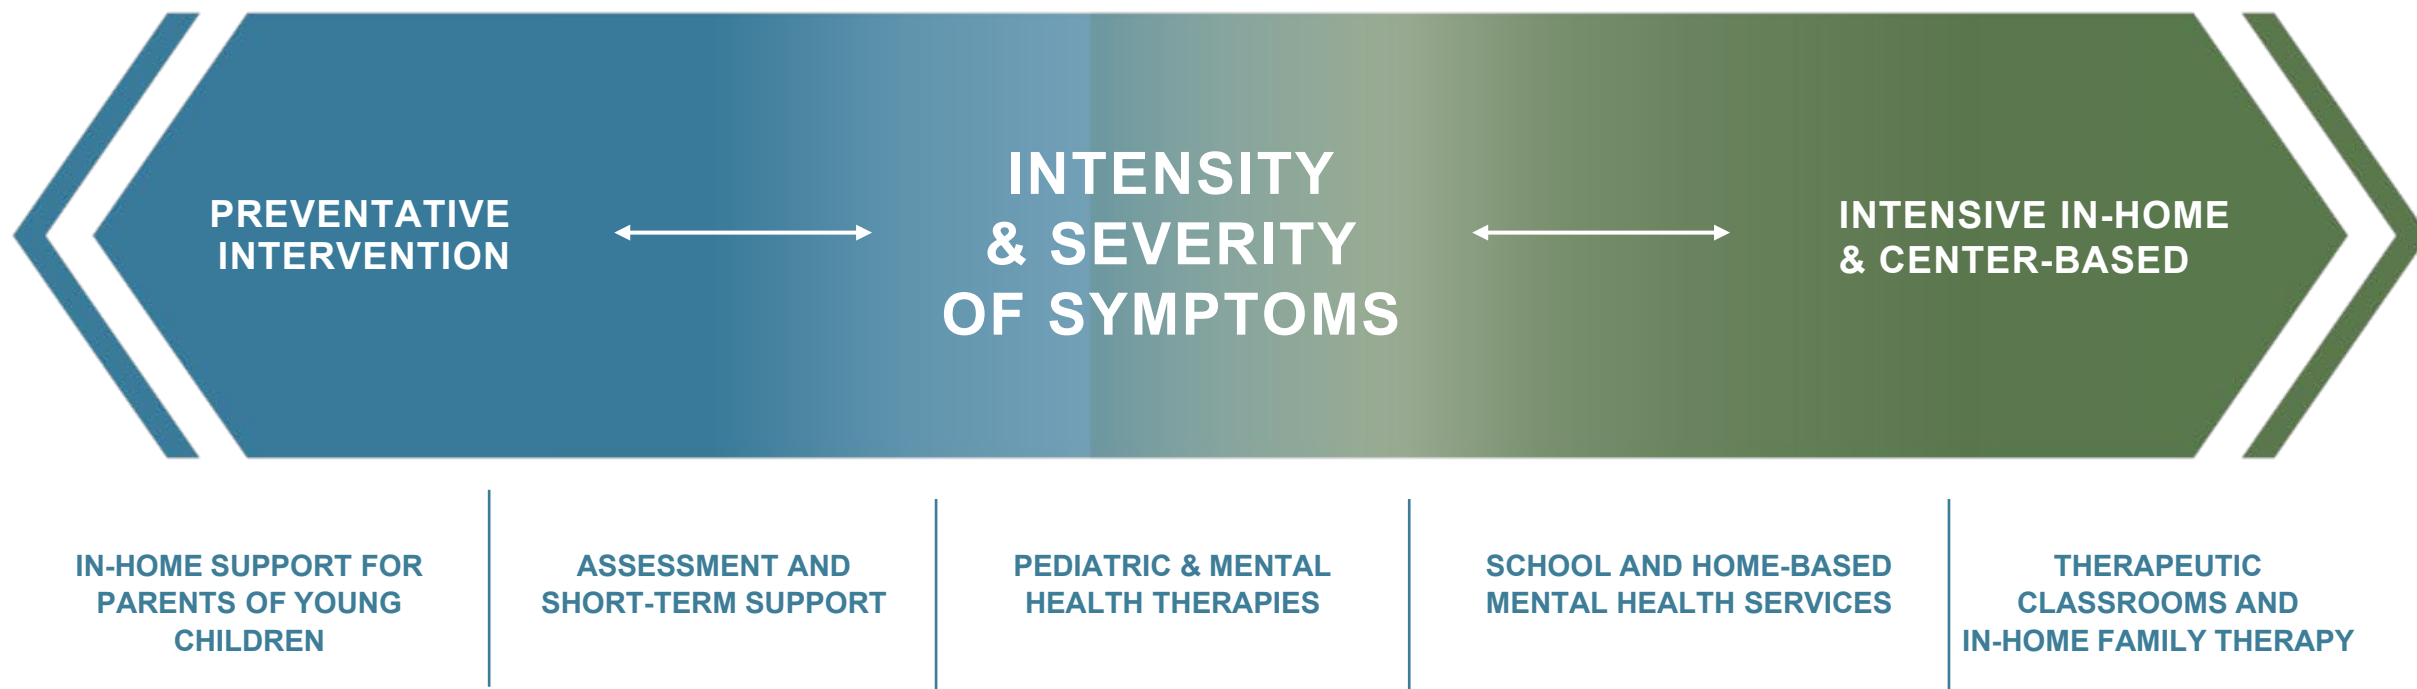 PREVENTATIVE
INTERVENTION
INTENSITY
& SEVERITY
OF SYMPTOMS
INTENSIVE IN-HOME
& CENTER-BASED
IN-HOME SUPPORT FOR
PARENTS OF YOUNG
CHILDREN
ASSESSMENT AND
SHORT-TERM SUPPORT
PEDIATRIC & MENTAL
HEALTH THERAPIES
SCHOOL AND HOME-BASED
MENTAL HEALTH SERVICES
THERAPEUTIC
CLASSROOMS AND
IN-HOME FAMILY THERAPY